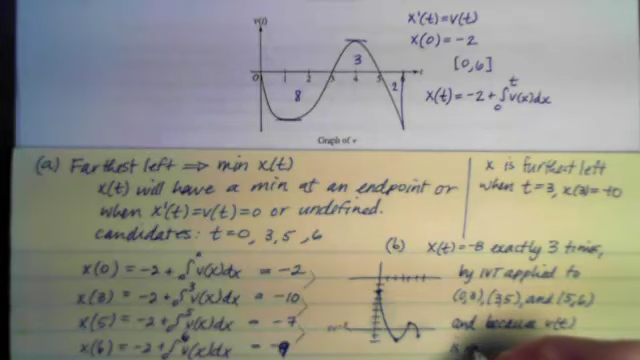 v(t)
x'(t) = v(t)
x(0) = -2
[0,6]
x(t) = -2 + ∫₀ᵗ v(x)dx
3
8
2
O 1 2 3 4 5 6 t
Graph of v
(a) Farthest left ⟹ min x(t)
x(t) will have a min at an endpoint or
when x'(t) = v(t) = 0 or undefined.
candidates: t = 0, 3, 5, 6
x(0) = -2 + ∫₀⁰ v(x)dx = -2
x(3) = -2 + ∫₀³ v(x)dx = -10
x(5) = -2 + ∫₀⁵ v(x)dx = -7
x(6) = -2 + ∫₀⁶ v(x)dx = -9
x is furthest left
when t=3, x(3) = -10
(b) x(t) = -8 exactly 3 times,
by IVT applied to
(0,3), (3,5), and (5,6)
and because v(t)